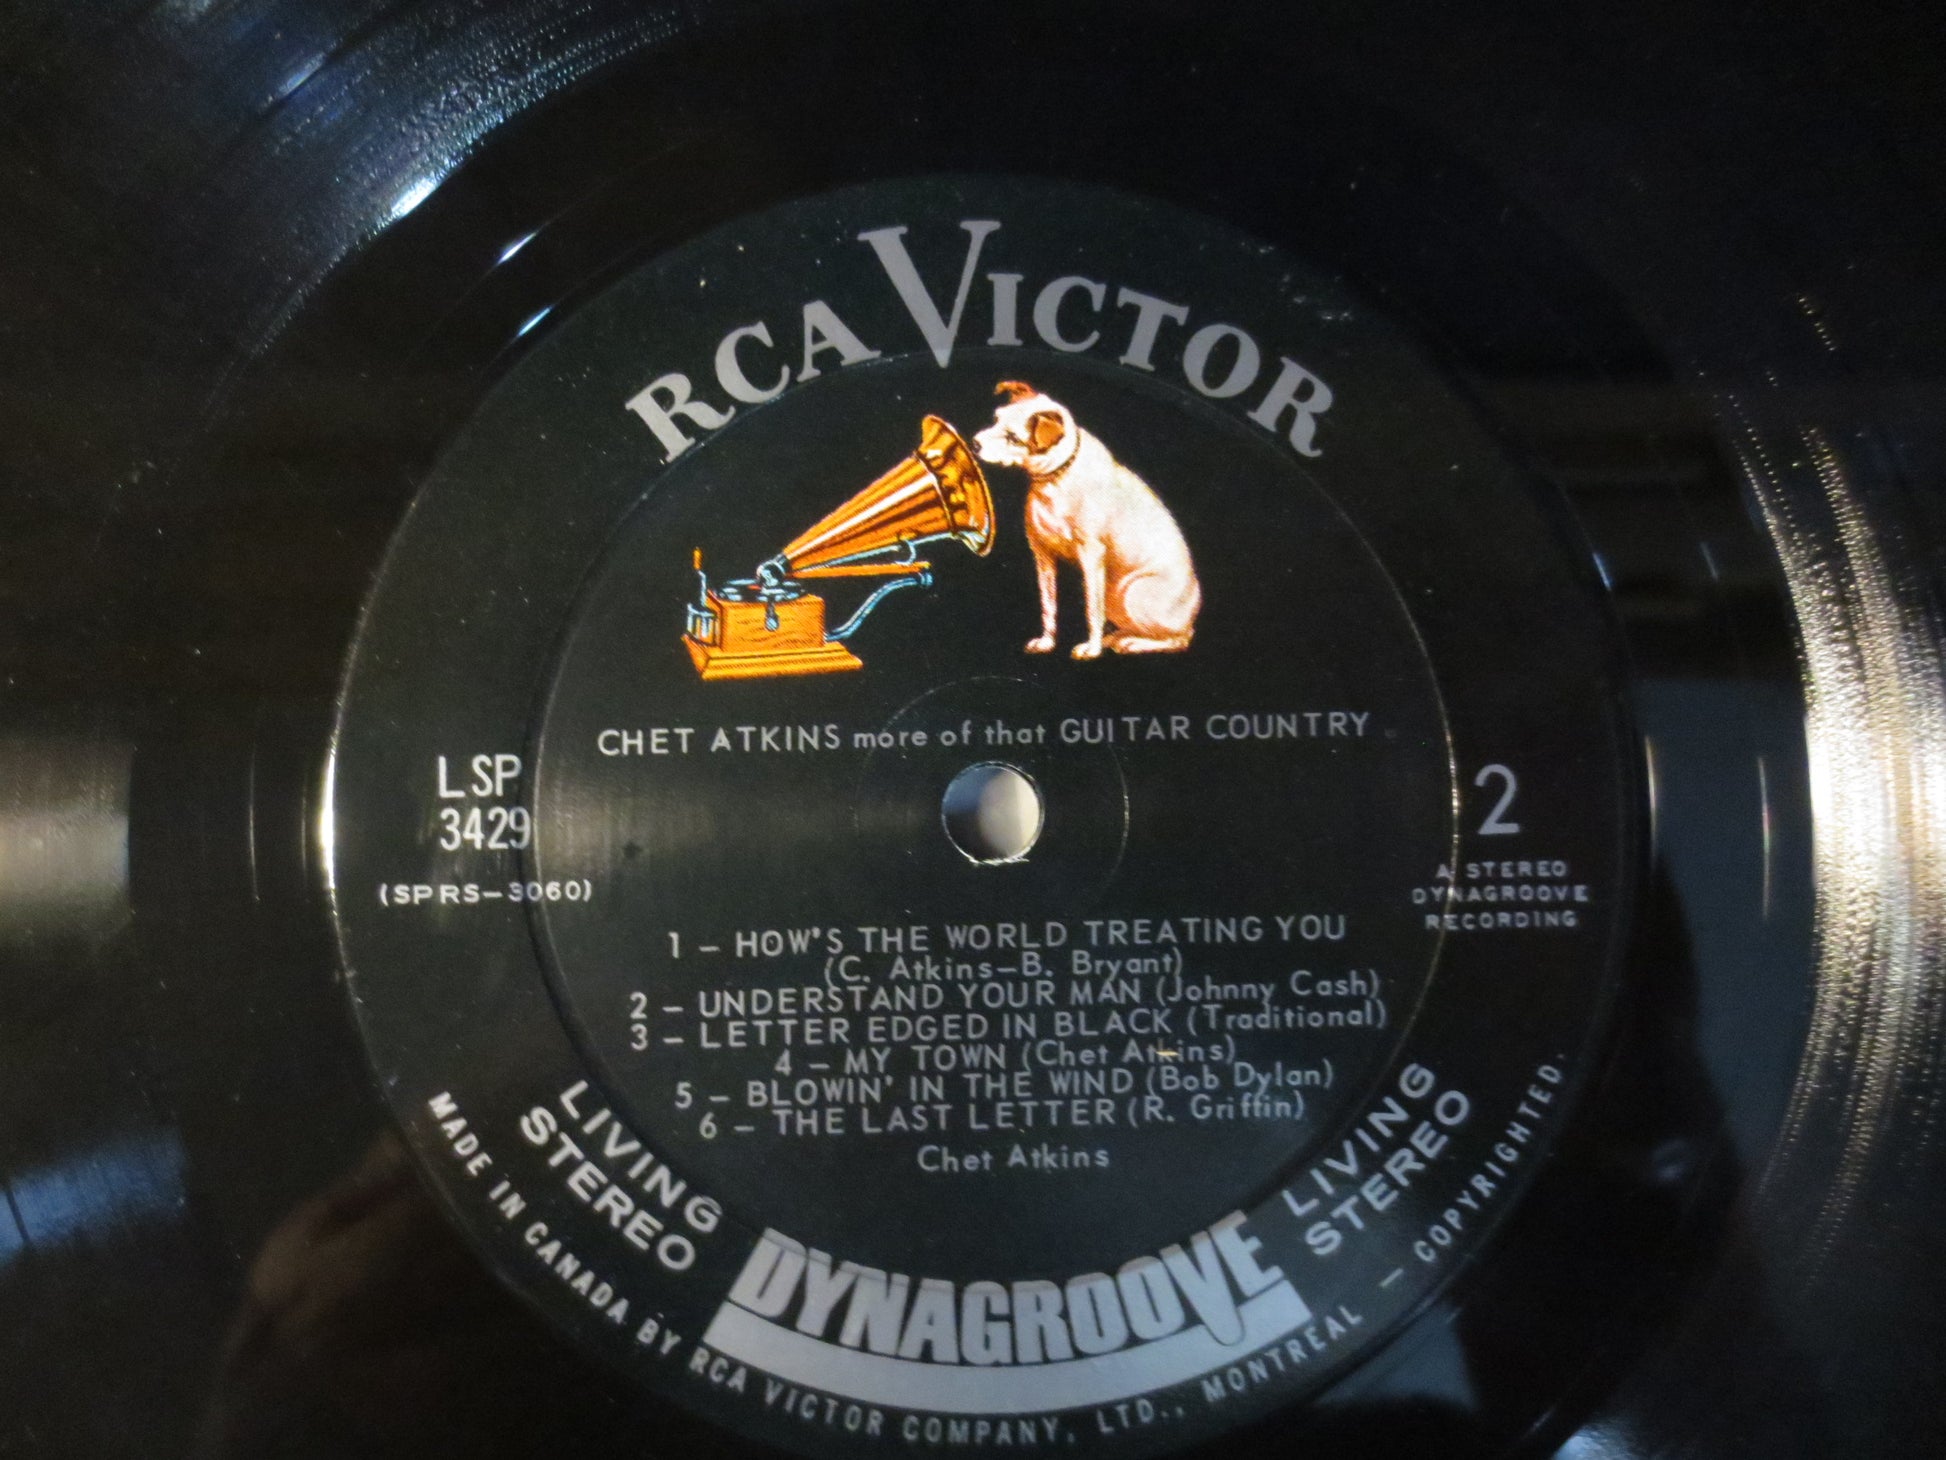 RCA VICTOR
CHET ATKINS more of that GUITAR COUNTRY
LSP
3429
(SPRS-3060)
2
A STEREO
DYNAGROOVE
RECORDING
1 - HOW'S THE WORLD TREATING YOU
(C. Atkins-B. Bryant)
2 - UNDERSTAND YOUR MAN (Johnny Cash)
3 - LETTER EDGED IN BLACK (Traditional)
4 - MY TOWN (Chet Atkins)
5 - BLOWIN' IN THE WIND (Bob Dylan)
6 - THE LAST LETTER (R. Griffin)
Chet Atkins
LIVING
STEREO
DYNAGROOVE
LIVING
STEREO
MADE IN CANADA BY RCA VICTOR COMPANY, LTD., MONTREAL - COPYRIGHTED.